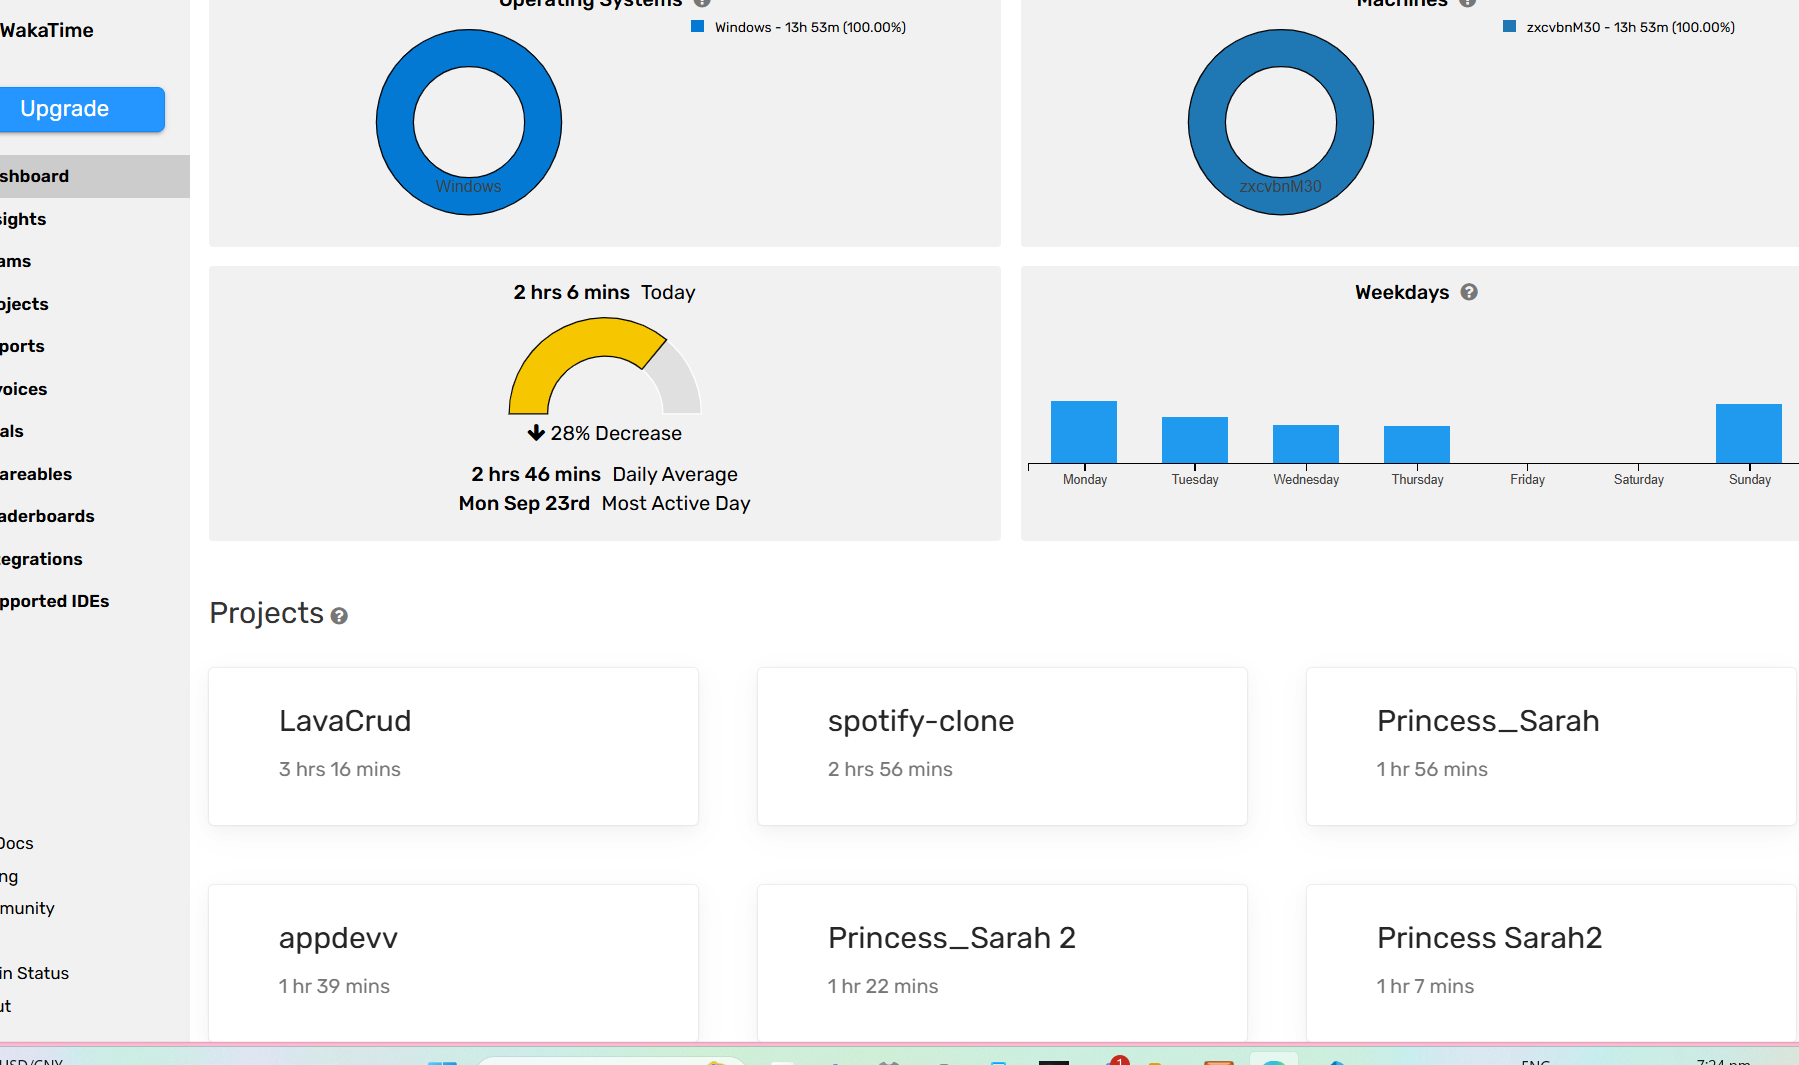 WakaTime
Upgrade
shboard
sights
ams
ojects
ports
voices
als
areables
aderboards
tegrations
pported IDEs
Docs
ng
munity
in Status
ut
Operating Systems
Windows - 13h 53m (100.00%)
Windows
Machines
zxcvbnM30 - 13h 53m (100.00%)
zxcvbnM30
2 hrs 6 mins Today
28% Decrease
2 hrs 46 mins Daily Average
Mon Sep 23rd Most Active Day
Weekdays
Monday Tuesday Wednesday Thursday Friday Saturday Sunday
Projects
LavaCrud
3 hrs 16 mins
spotify-clone
2 hrs 56 mins
Princess_Sarah
1 hr 56 mins
appdevv
1 hr 39 mins
Princess_Sarah 2
1 hr 22 mins
Princess Sarah2
1 hr 7 mins
USD/CNY
1
ENG
7:24 pm